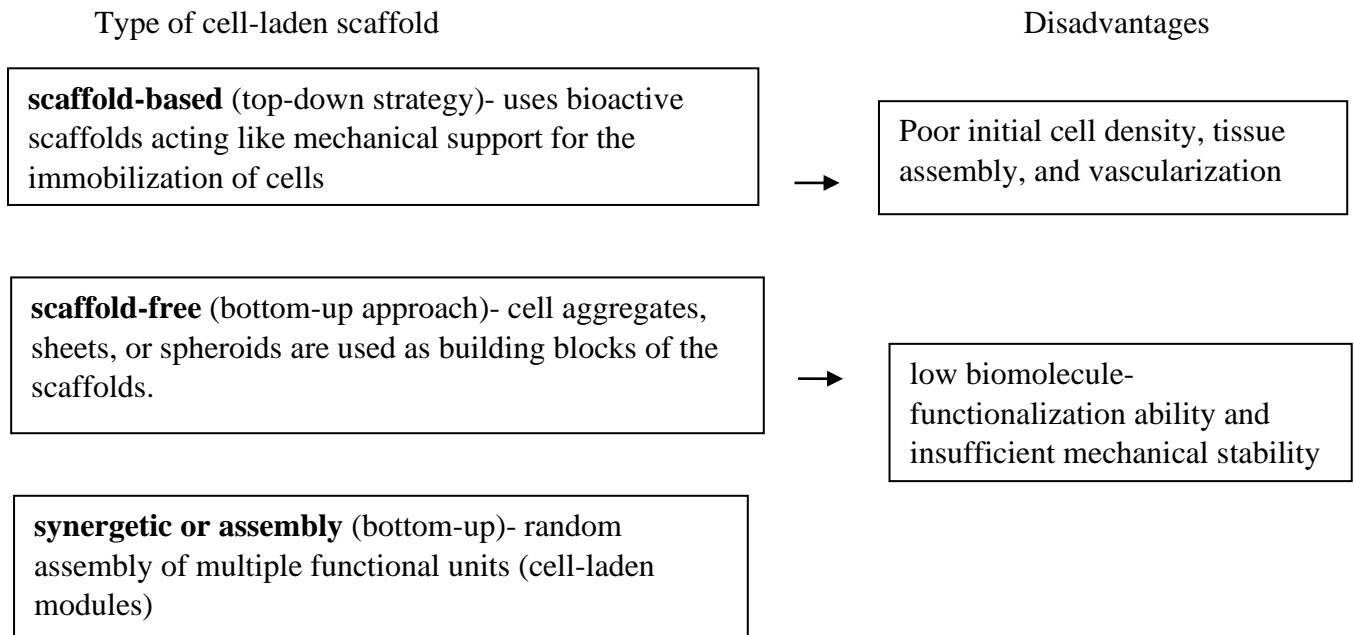 Type of cell-laden scaffold
Disadvantages
scaffold-based (top-down strategy)- uses bioactive
scaffolds acting like mechanical support for the
immobilization of cells
Poor initial cell density, tissue
assembly, and vascularization
scaffold-free (bottom-up approach)- cell aggregates,
sheets, or spheroids are used as building blocks of the
scaffolds.
low biomolecule-
functionalization ability and
insufficient mechanical stability
synergetic or assembly (bottom-up)- random
assembly of multiple functional units (cell-laden
modules)